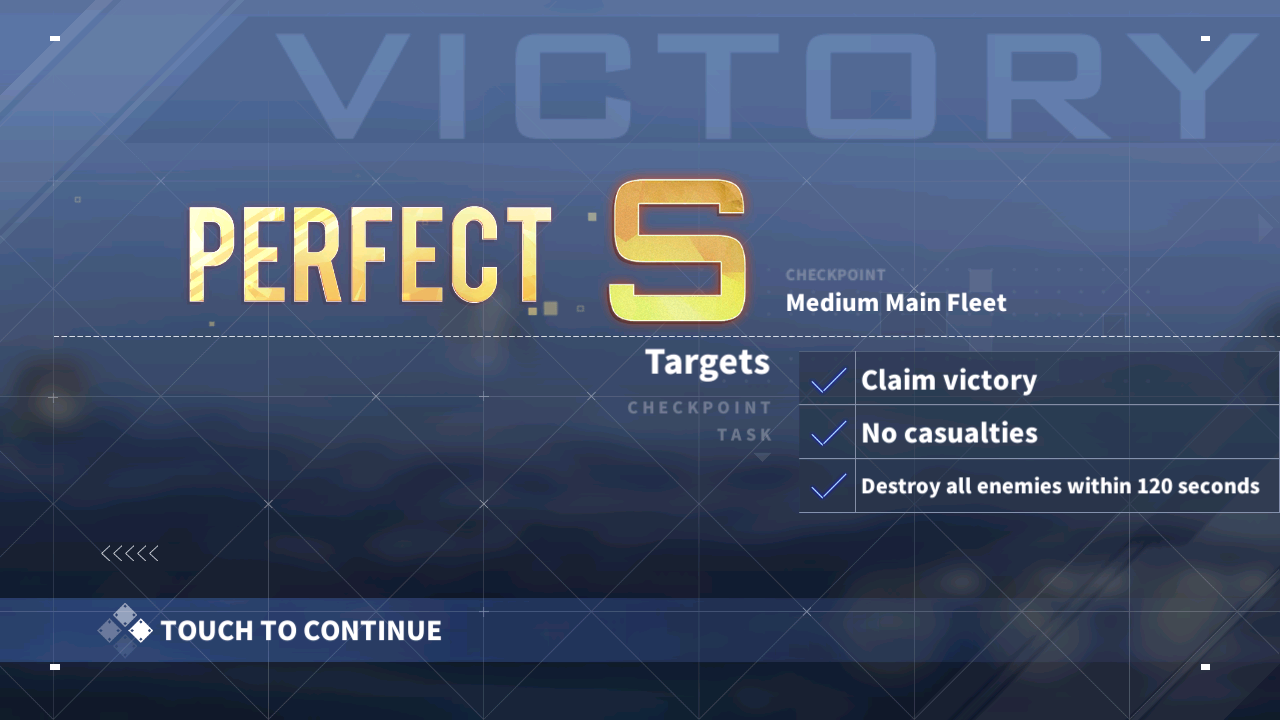 VICTORY
PERFECT S
CHECKPOINT
Medium Main Fleet
Targets
CHECKPOINT
TASK
Claim victory
No casualties
Destroy all enemies within 120 seconds
TOUCH TO CONTINUE